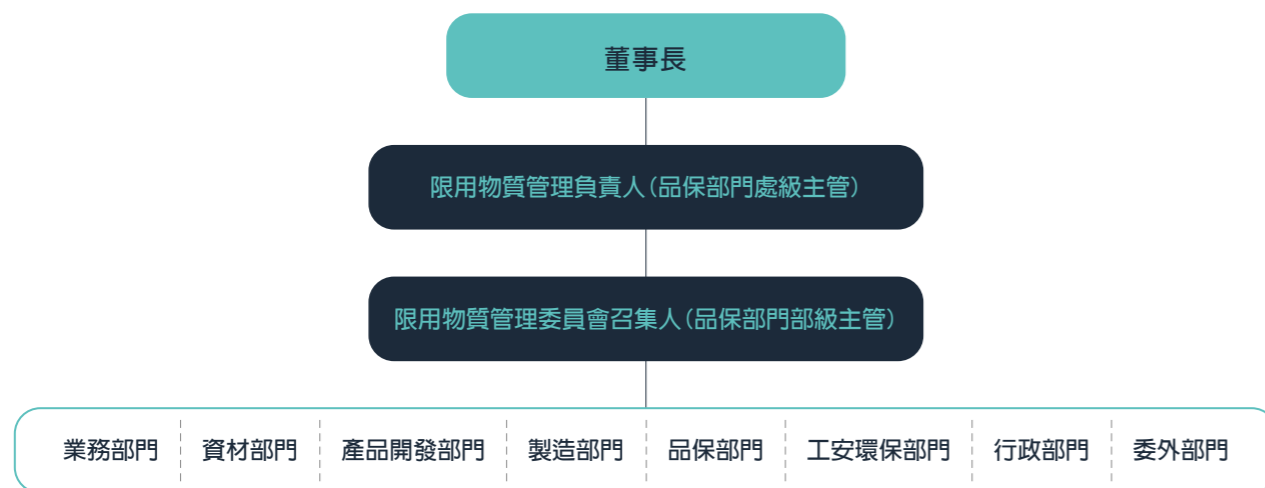 董事長
限用物質管理負責人(品保部門處級主管)
限用物質管理委員會召集人(品保部門部級主管)
業務部門 資材部門 產品開發部門 製造部門 品保部門 工安環保部門 行政部門 委外部門